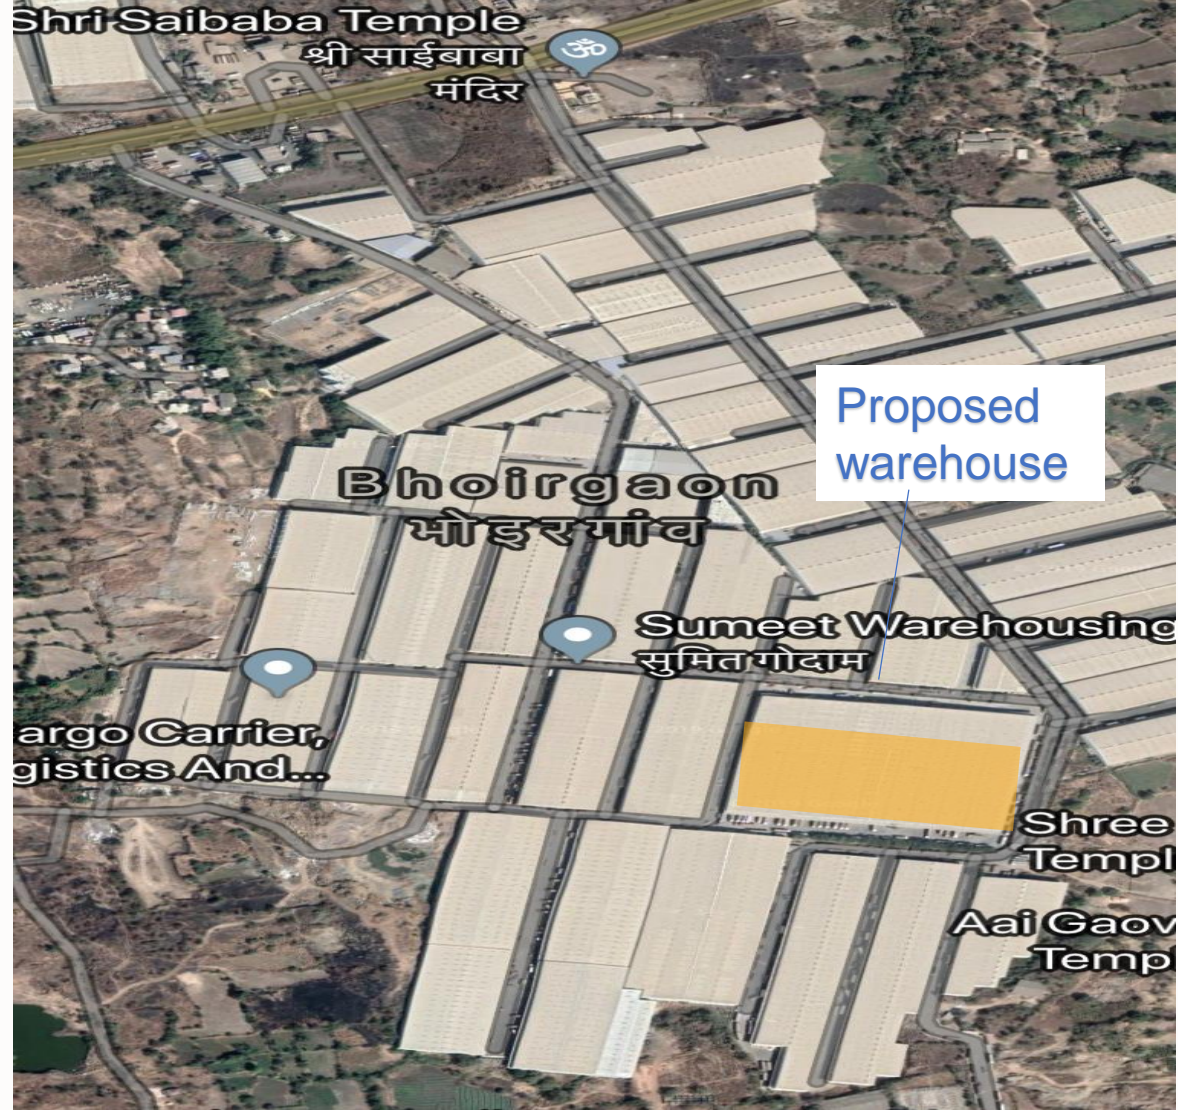 Shri Saibaba Temple
श्री साईबाबा
मंदिर
Proposed
warehouse
Bhoirgaon
भोइरगांव
Sumeet Warehousing
सुमित गोदाम
argo Carrier,
gistics And...
Shree
Templ
Aai Gaov
Templ